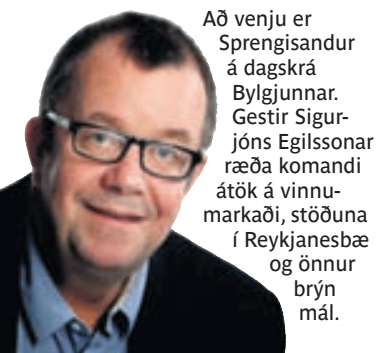 Að venju er
Sprengisandur
á dagskrá
Bylgjunnar.
Gestir Sigur-
jóns Egilssonar
ræða komandi
átök á vinnu-
markaði, stöðuna
í Reykjanesbæ
og önnur
brýn
mál.